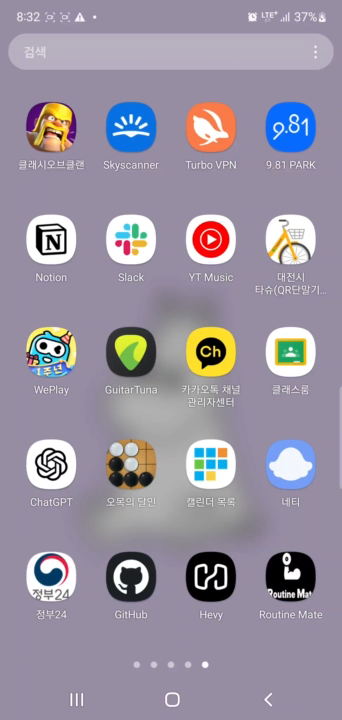 8:32 LTE+ 37%
검색
클래시오브클랜 Skyscanner Turbo VPN 9.81 PARK
9.81
Notion Slack YT Music 대전시
타슈(QR단말기...
N
WePlay GuitarTuna 카카오톡 채널 클래스룸
관리자센터
1주년
Ch
ChatGPT 오목의 달인 캘린더 목록 네티
정부24 GitHub Hevy Routine Mate
정부24
Routine Mat